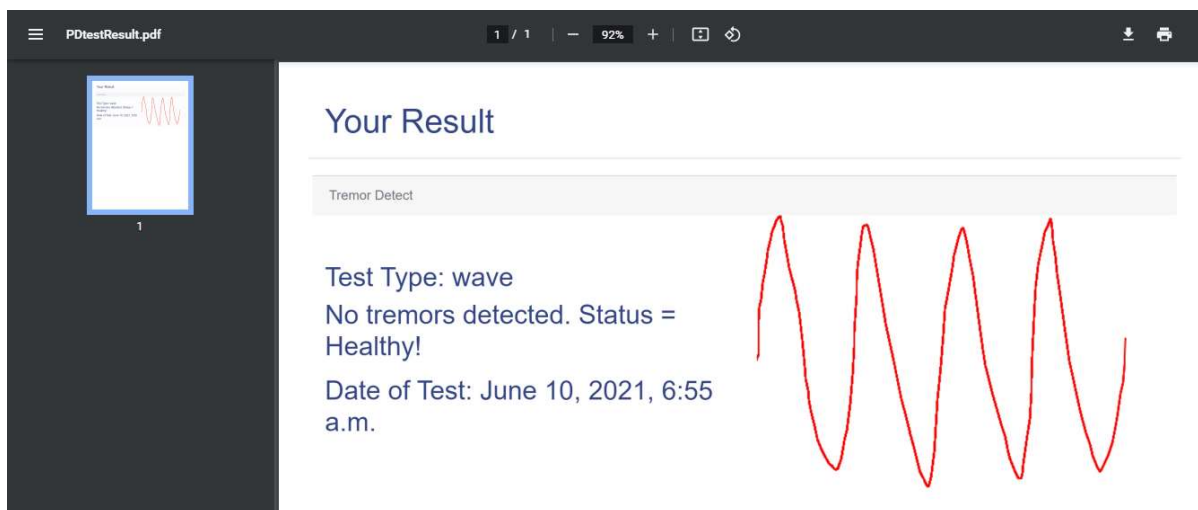 PDtestResult.pdf
1 / 1
92%
Your Result
Tremor Detect
Test Type: wave
No tremors detected. Status =
Healthy!
Date of Test: June 10, 2021, 6:55
a.m.
1